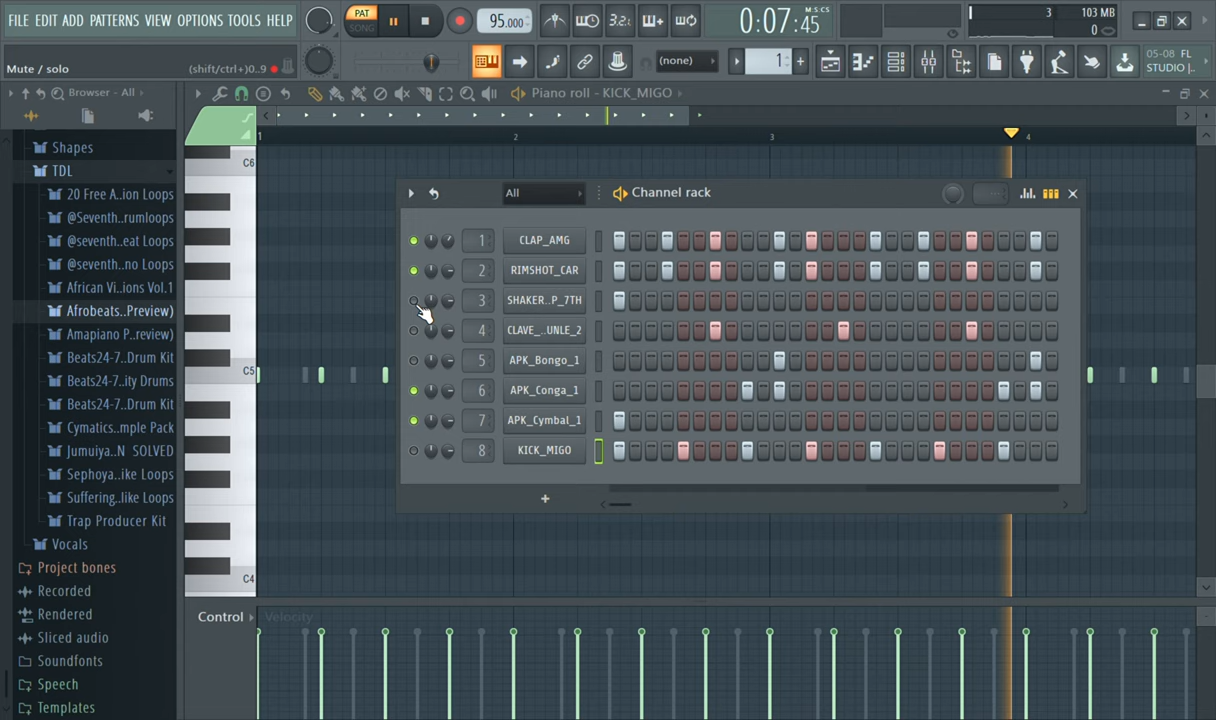 FILE EDIT ADD PATTERNS VIEW OPTIONS TOOLS HELP
PAT
SONG
95.000
3.2..
0:07:45
M:S:CS
3
103 MB
0
Mute / solo
(shift/ctrl+)0..9
(none)
1
05-08 FL
STUDIO |..
Browser - All
Piano roll - KICK_MIGO
Shapes
TDL
20 Free A..ion Loops
@Seventh..rumloops
@seventh..eat Loops
@seventh..no Loops
African Vi..ions Vol.1
Afrobeats..Preview)
Amapiano P..review)
Beats24-7..Drum Kit
Beats24-7..ity Drums
Beats24-7..Drum Kit
Cymatics..mple Pack
Jumuiya..N SOLVED
Sephoya..ike Loops
Suffering..like Loops
Trap Producer Kit
Vocals
Project bones
Recorded
Rendered
Sliced audio
Soundfonts
Speech
Templates
1
2
3
4
C6
C5
C4
All
Channel rack
1 CLAP_AMG
2 RIMSHOT_CAR
3 SHAKER..P_7TH
4 CLAVE_..UNLE_2
5 APK_Bongo_1
6 APK_Conga_1
7 APK_Cymbal_1
8 KICK_MIGO
+
Control
Velocity